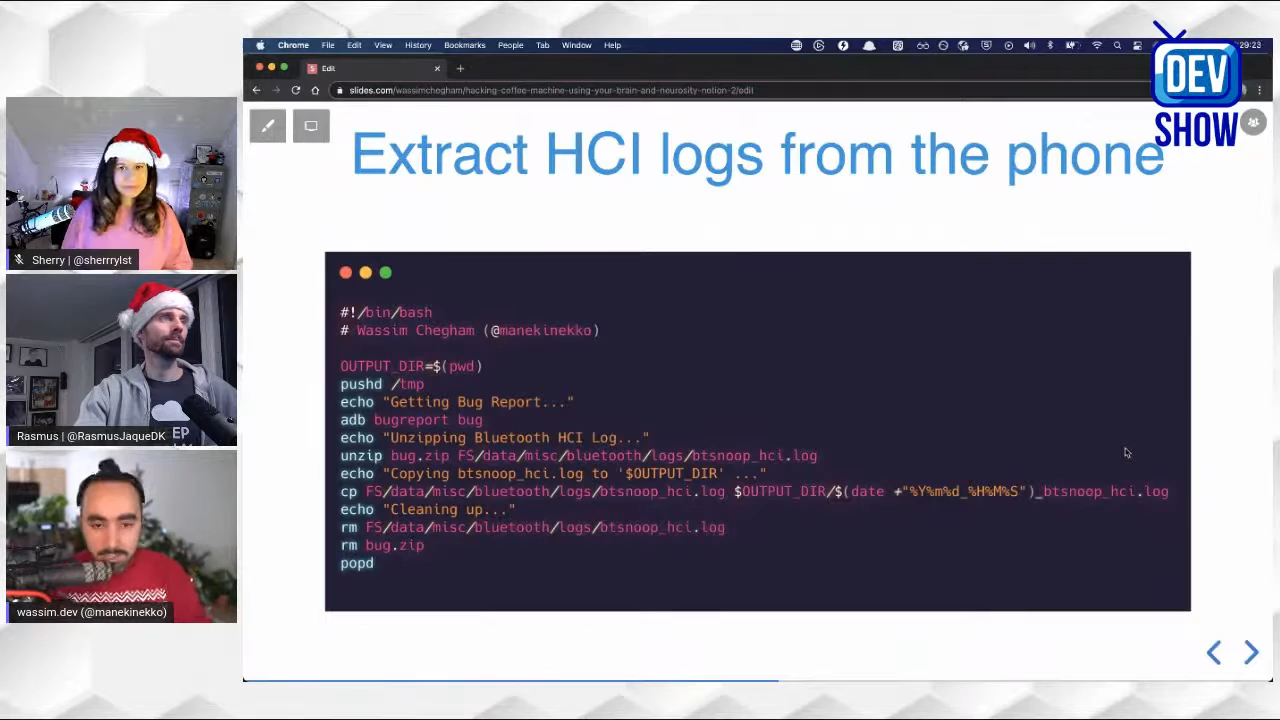 Chrome File Edit View History Bookmarks People Tab Window Help
29:23
DEV
SHOW
Edit
slides.com/wassimchegham/hacking-coffee-machine-using-your-brain-and-neurosity-notion-2/edit
Extract HCI logs from the phone
#!/bin/bash
# Wassim Chegham (@manekinekko)
OUTPUT_DIR=$(pwd)
pushd /tmp
echo "Getting Bug Report..."
adb bugreport bug
echo "Unzipping Bluetooth HCI Log..."
unzip bug.zip FS/data/misc/bluetooth/logs/btsnoop_hci.log
echo "Copying btsnoop_hci.log to '$OUTPUT_DIR' ..."
cp FS/data/misc/bluetooth/logs/btsnoop_hci.log $OUTPUT_DIR/$(date +"%Y%m%d_%H%M%S")_btsnoop_hci.log
echo "Cleaning up..."
rm FS/data/misc/bluetooth/logs/btsnoop_hci.log
rm bug.zip
popd
Sherry | @sherrrylst
EP
Rasmus | @RasmusJaqueDK
wassim.dev (@manekinekko)